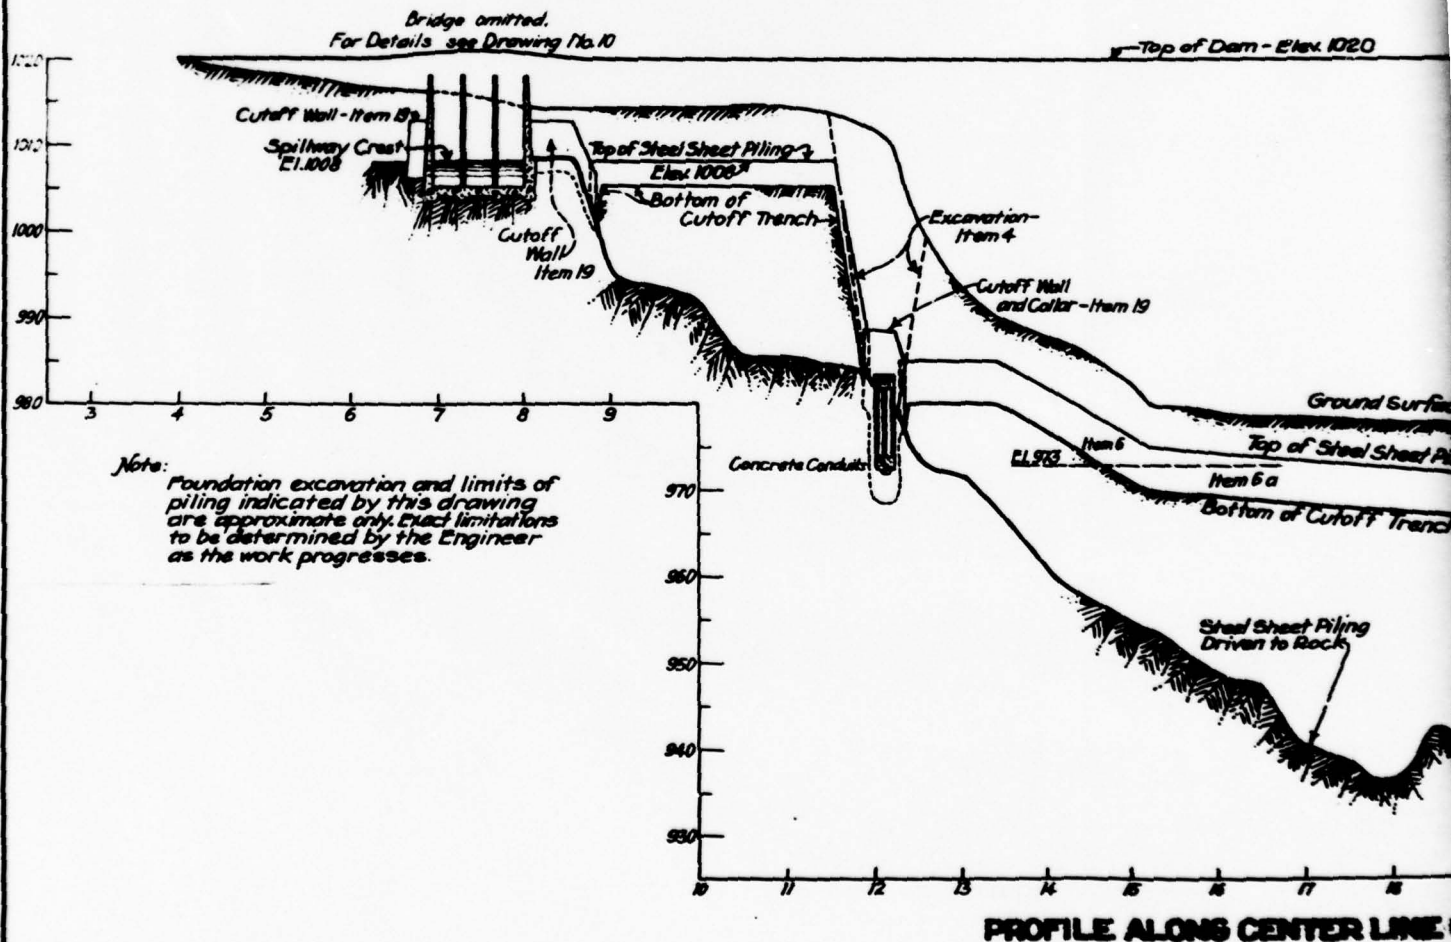 Bridge omitted.
For Details see Drawing No. 10
Top of Dam - Elev. 1020
1020
Cutoff Wall - Item 19
1010
Spillway Crest
El. 1008
Top of Steel Sheet Piling
Elev. 1008
Bottom of
Cutoff Trench
Excavation-
Item 4
1000
Cutoff
Wall
Item 19
Cutoff Wall
and Collar - Item 19
990
980
3 4 5 6 7 8 9
Ground
Item 6
Top of Steel Sheet
Concrete Conduits
El. 973
Item 6a
970
Bottom of Cutoff
Note:
Foundation excavation and limits of
piling indicated by this drawing
are approximate only. Exact limitations
to be determined by the Engineer
as the work progresses.
960
Steel Sheet Piling
Driven to Rock
950
940
930
10 11 12 13 14 15 16 17 18
PROFILE ALONG CENTER LINE